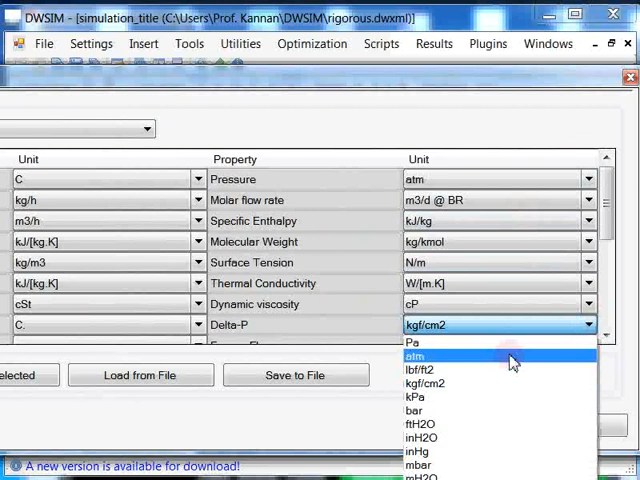 DWSIM - [simulation_title (C:\Users\Prof. Kannan\DWSIM\rigorous.dwxml)]
File Settings Insert Tools Utilities Optimization Scripts Results Plugins Windows
Unit Property Unit
C Pressure atm
kg/h Molar flow rate m3/d @ BR
m3/h Specific Enthalpy kJ/kg
kJ/[kg.K] Molecular Weight kg/kmol
kg/m3 Surface Tension N/m
kJ/[kg.K] Thermal Conductivity W/[m.K]
cSt Dynamic viscosity cP
C. Delta-P kgf/cm2
Pa
atm
lbf/ft2
elected Load from File Save to File
kgf/cm2
kPa
bar
ftH2O
inH2O
inHg
mbar
A new version is available for download!
mH2O